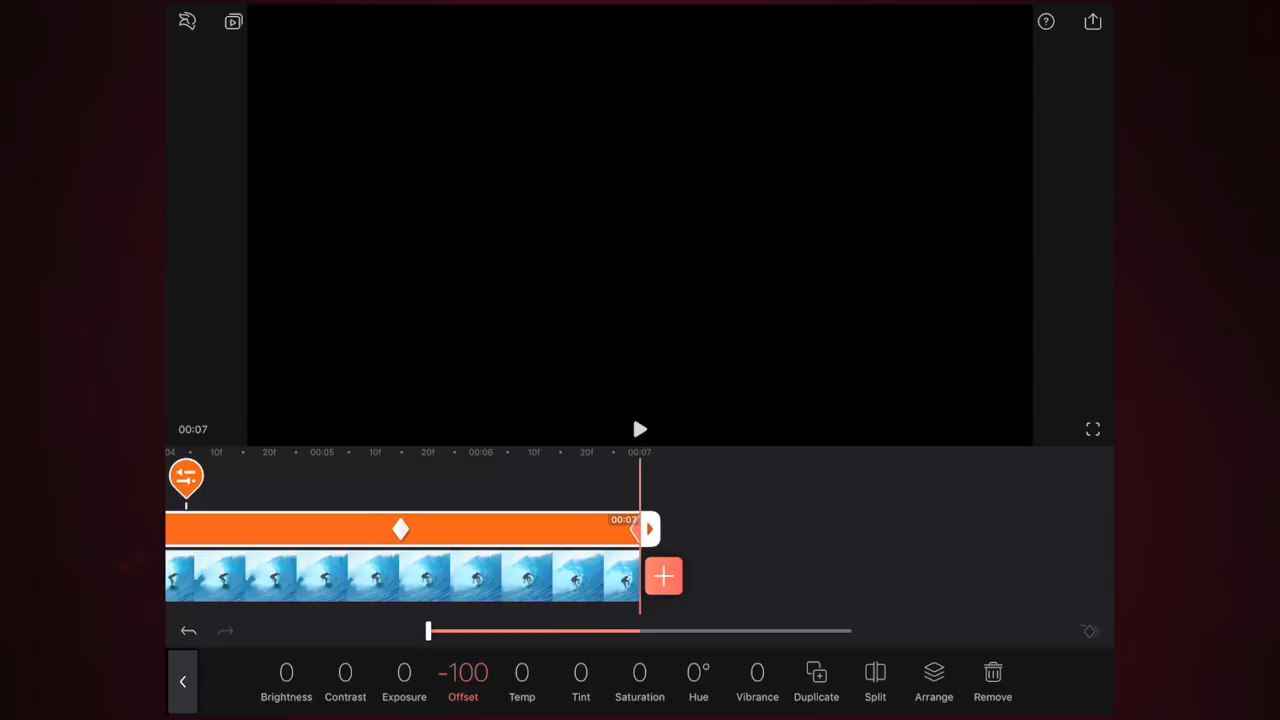 ?
00:07
04 10f 20f 00:05 10f 20f 00:06 10f 20f 00:07
00:07
0 0 0 -100 0 0 0 0° 0
Brightness Contrast Exposure Offset Temp Tint Saturation Hue Vibrance Duplicate Split Arrange Remove